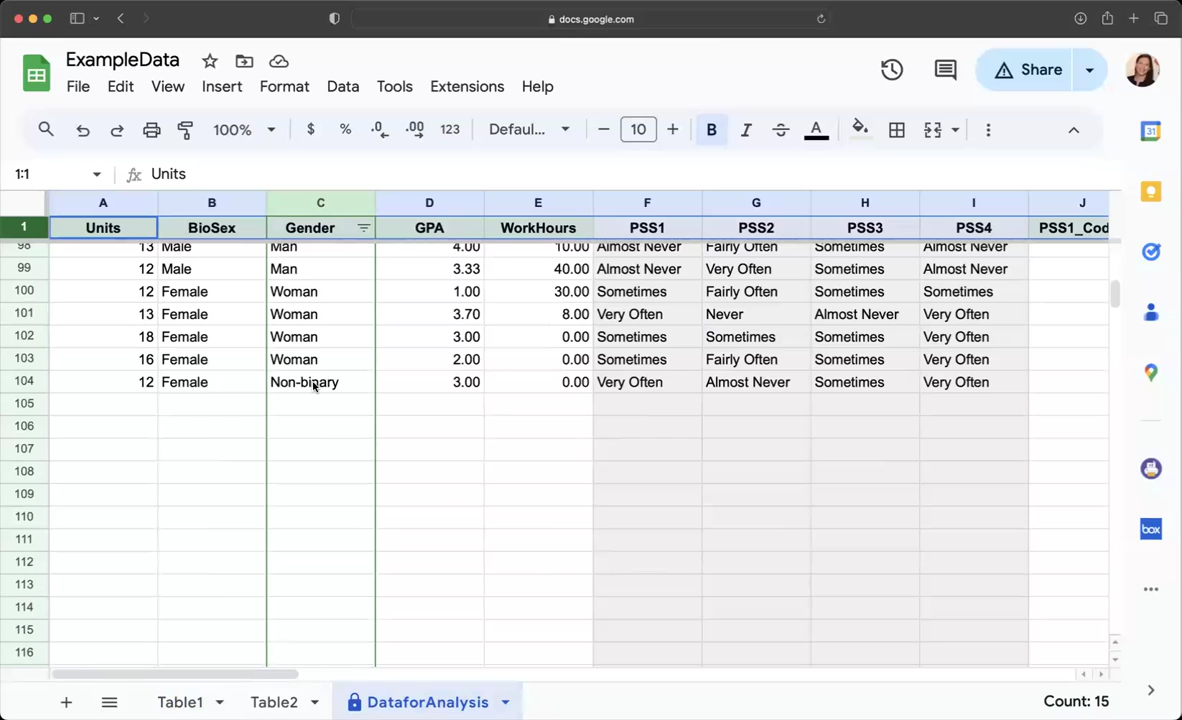 docs.google.com
ExampleData
File Edit View Insert Format Data Tools Extensions Help
Share
100% $ % .0 .00 123 Defaul... 10 B I S A
1:1 fx Units
A B C D E F G H I J
1 Units BioSex Gender GPA WorkHours PSS1 PSS2 PSS3 PSS4 PSS1_Cod
98 13 Male Man 4.00 10.00 Almost Never Fairly Often Sometimes Almost Never
99 12 Male Man 3.33 40.00 Almost Never Very Often Sometimes Almost Never
100 12 Female Woman 1.00 30.00 Sometimes Fairly Often Sometimes Sometimes
101 13 Female Woman 3.70 8.00 Very Often Never Almost Never Very Often
102 18 Female Woman 3.00 0.00 Sometimes Sometimes Sometimes Very Often
103 16 Female Woman 2.00 0.00 Sometimes Fairly Often Sometimes Very Often
104 12 Female Non-binary 3.00 0.00 Very Often Almost Never Sometimes Very Often
105
106
107
108
109
110
111
112
113
114
115
116
31
box
Table1 Table2 DataforAnalysis Count: 15